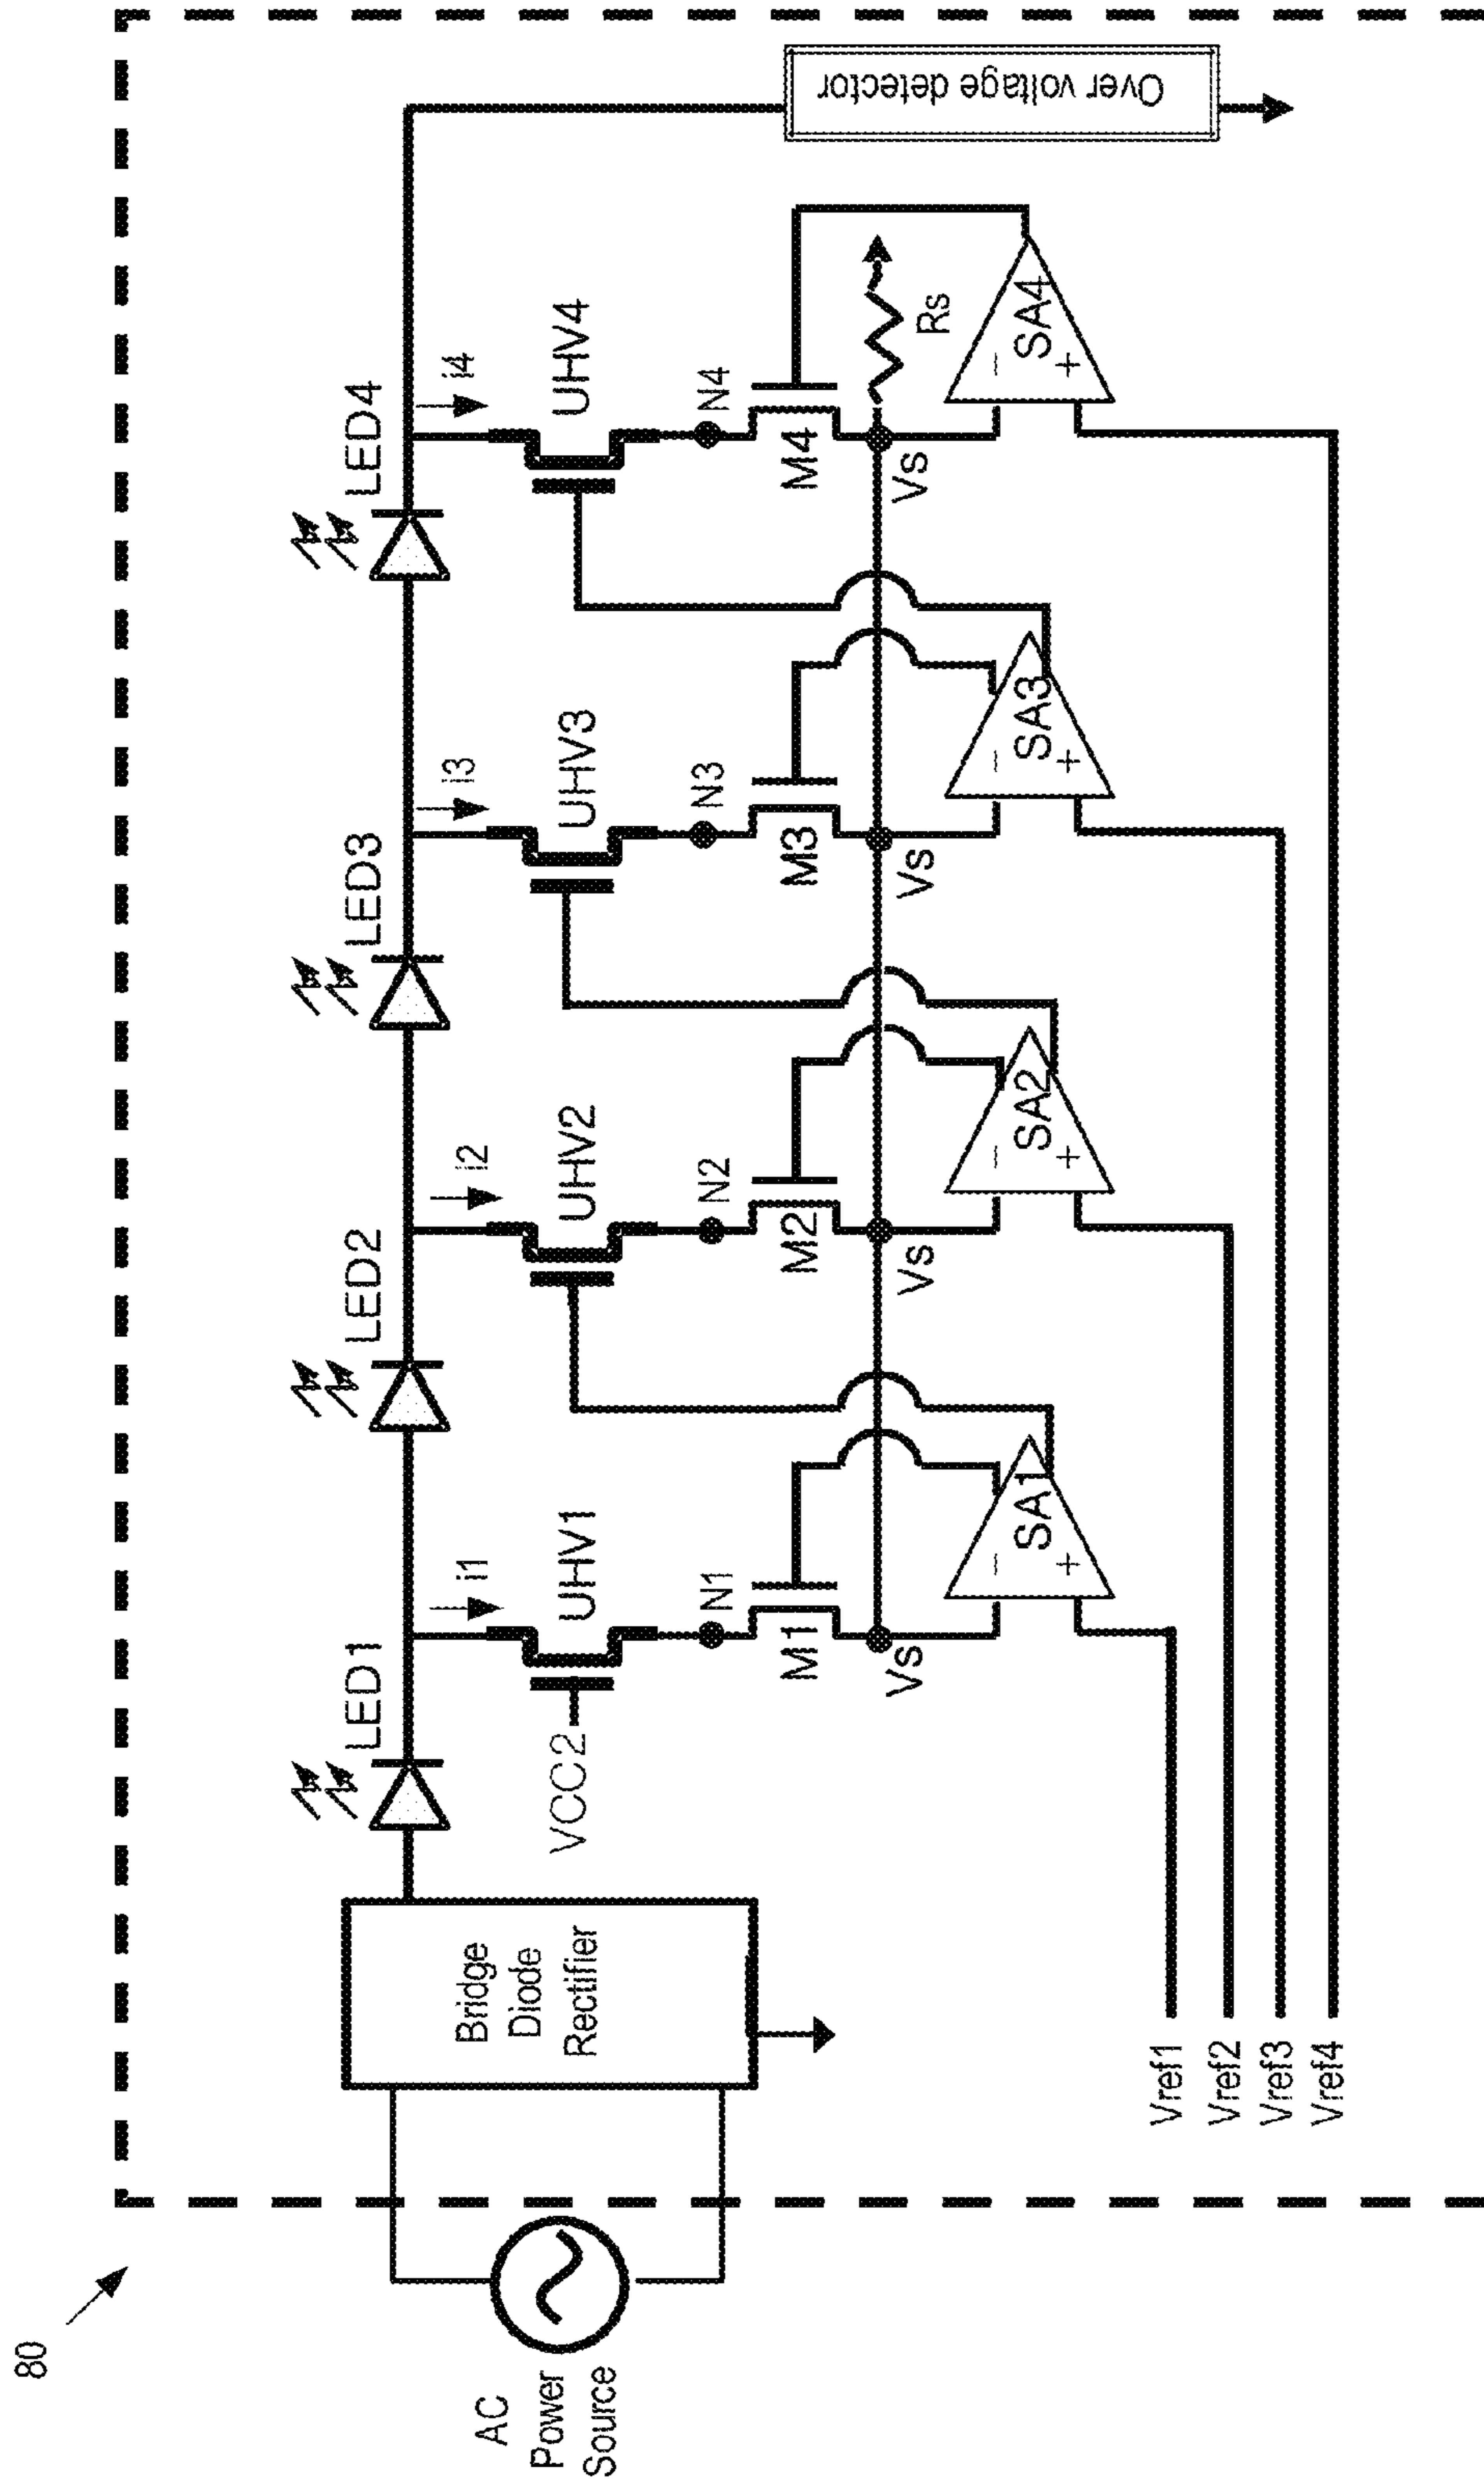 80
AC
Power
Source
Bridge
Diode
Rectifier
LED1
LED2
LED3
LED4
i1
i2
i3
i4
VCC2
UHV1
UHV2
UHV3
UHV4
N1
N2
N3
N4
M1
M2
M3
M4
Vs
Vs
Vs
Vs
Rs
-
+
SA1
-
+
SA2
-
+
SA3
-
+
SA4
Over voltage detector
Vref1
Vref2
Vref3
Vref4